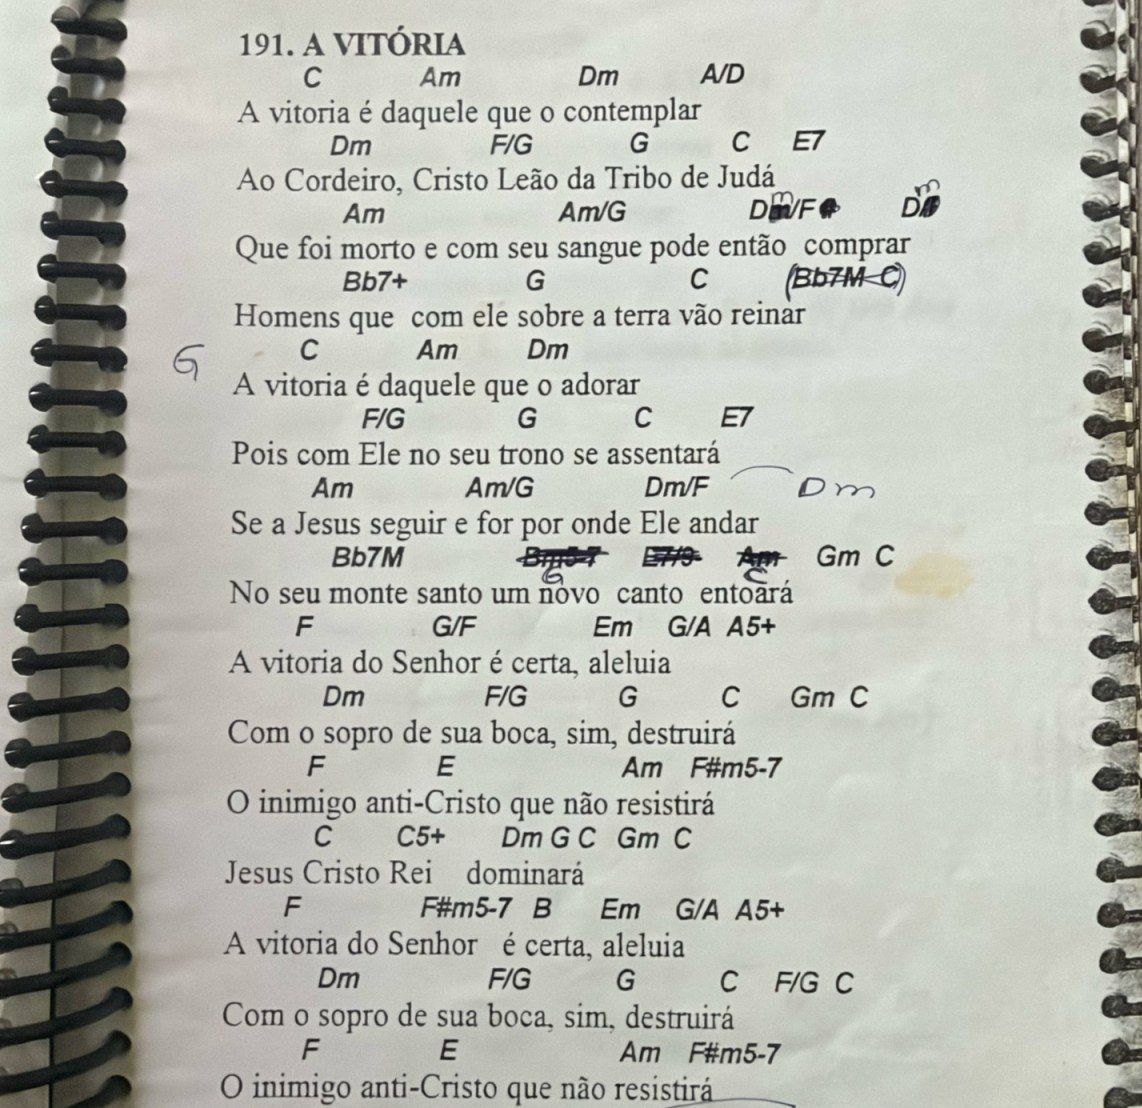 191. A VITÓRIA
C Am Dm A/D
A vitoria é daquele que o contemplar
Dm F/G G C E7
Ao Cordeiro, Cristo Leão da Tribo de Judá
Am Am/G Dm/F Dm
Que foi morto e com seu sangue pode então comprar
Bb7+ G C (Bb7M C)
Homens que com ele sobre a terra vão reinar
G C Am Dm
A vitoria é daquele que o adorar
F/G G C E7
Pois com Ele no seu trono se assentará
Am Am/G Dm/F Dm
Se a Jesus seguir e for por onde Ele andar
Bb7M Bm5-7 Am Gm C
G C
No seu monte santo um novo canto entoará
F G/F Em G/A A5+
A vitoria do Senhor é certa, aleluia
Dm F/G G C Gm C
Com o sopro de sua boca, sim, destruirá
F E Am F#m5-7
O inimigo anti-Cristo que não resistirá
C C5+ Dm G C Gm C
Jesus Cristo Rei dominará
F F#m5-7 B Em G/A A5+
A vitoria do Senhor é certa, aleluia
Dm F/G G C F/G C
Com o sopro de sua boca, sim, destruirá
F E Am F#m5-7
O inimigo anti-Cristo que não resistirá